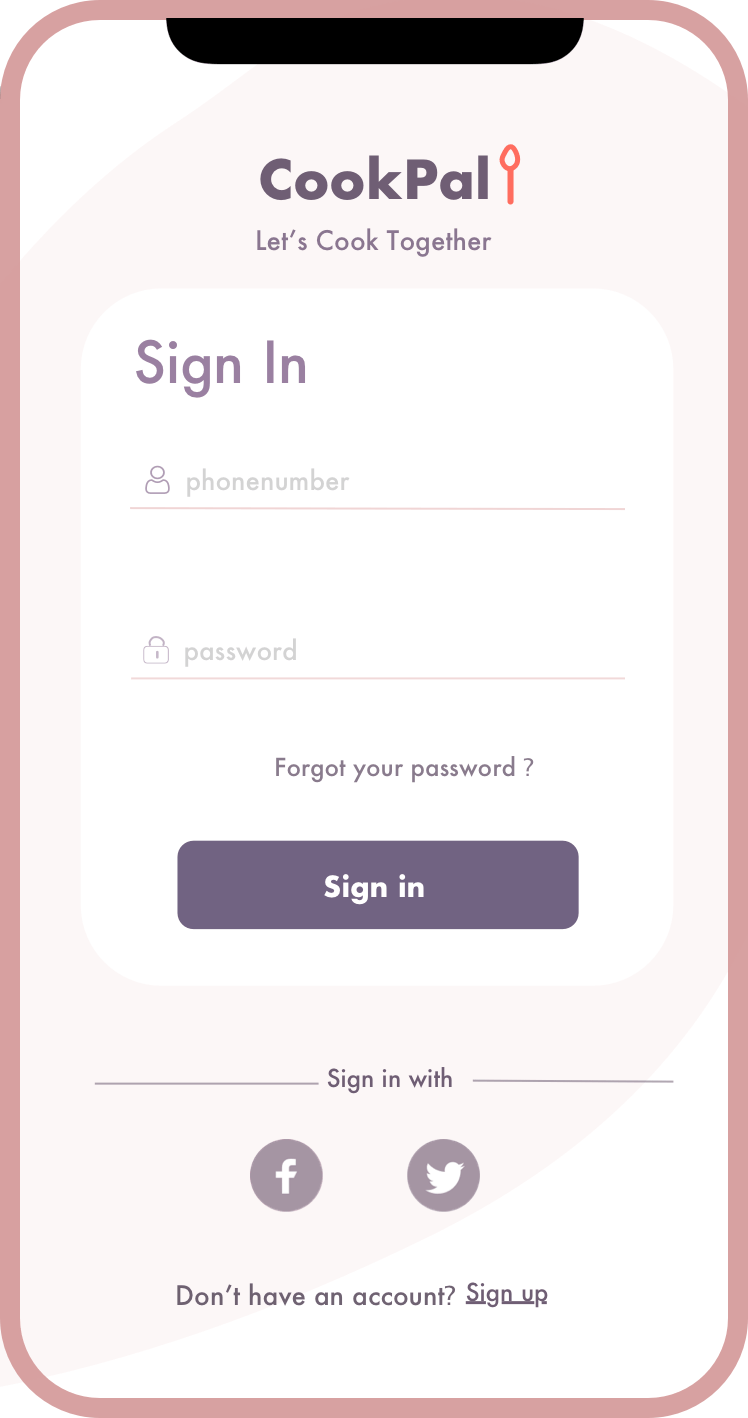 CookPal
Let's Cook Together
Sign In
phonenumber
password
Forgot your password ?
Sign in
Sign in with
Don't have an account? Sign up